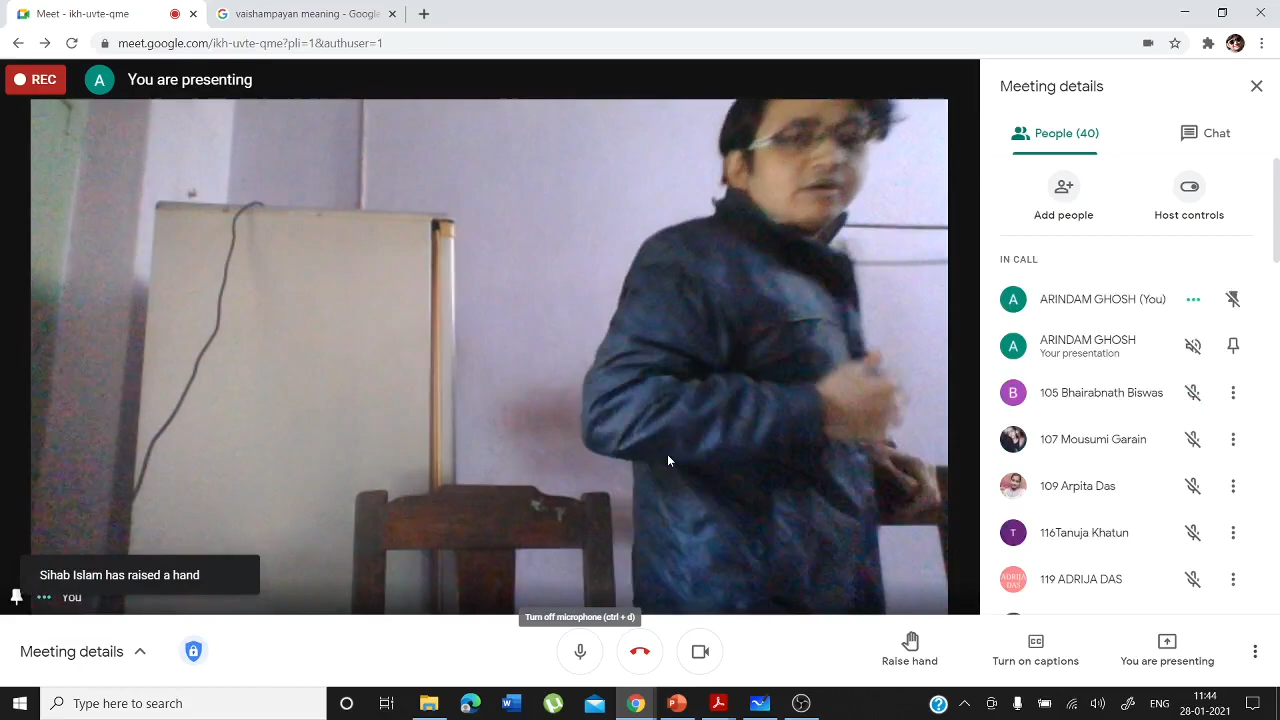 Meet - ikh-uvte-qme
vaishampayan meaning - Google
meet.google.com/ikh-uvte-qme?pli=1&authuser=1
REC
A
You are presenting
Meeting details
People (40)
Chat
Add people
Host controls
IN CALL
A
ARINDAM GHOSH (You)
A
ARINDAM GHOSH
Your presentation
B
105 Bhairabnath Biswas
107 Mousumi Garain
109 Arpita Das
T
116Tanuja Khatun
ADRIJA
DAS
119 ADRIJA DAS
Sihab Islam has raised a hand
You
Turn off microphone (ctrl + d)
Meeting details
Raise hand
Turn on captions
You are presenting
Type here to search
ENG
11:44
28-01-2021